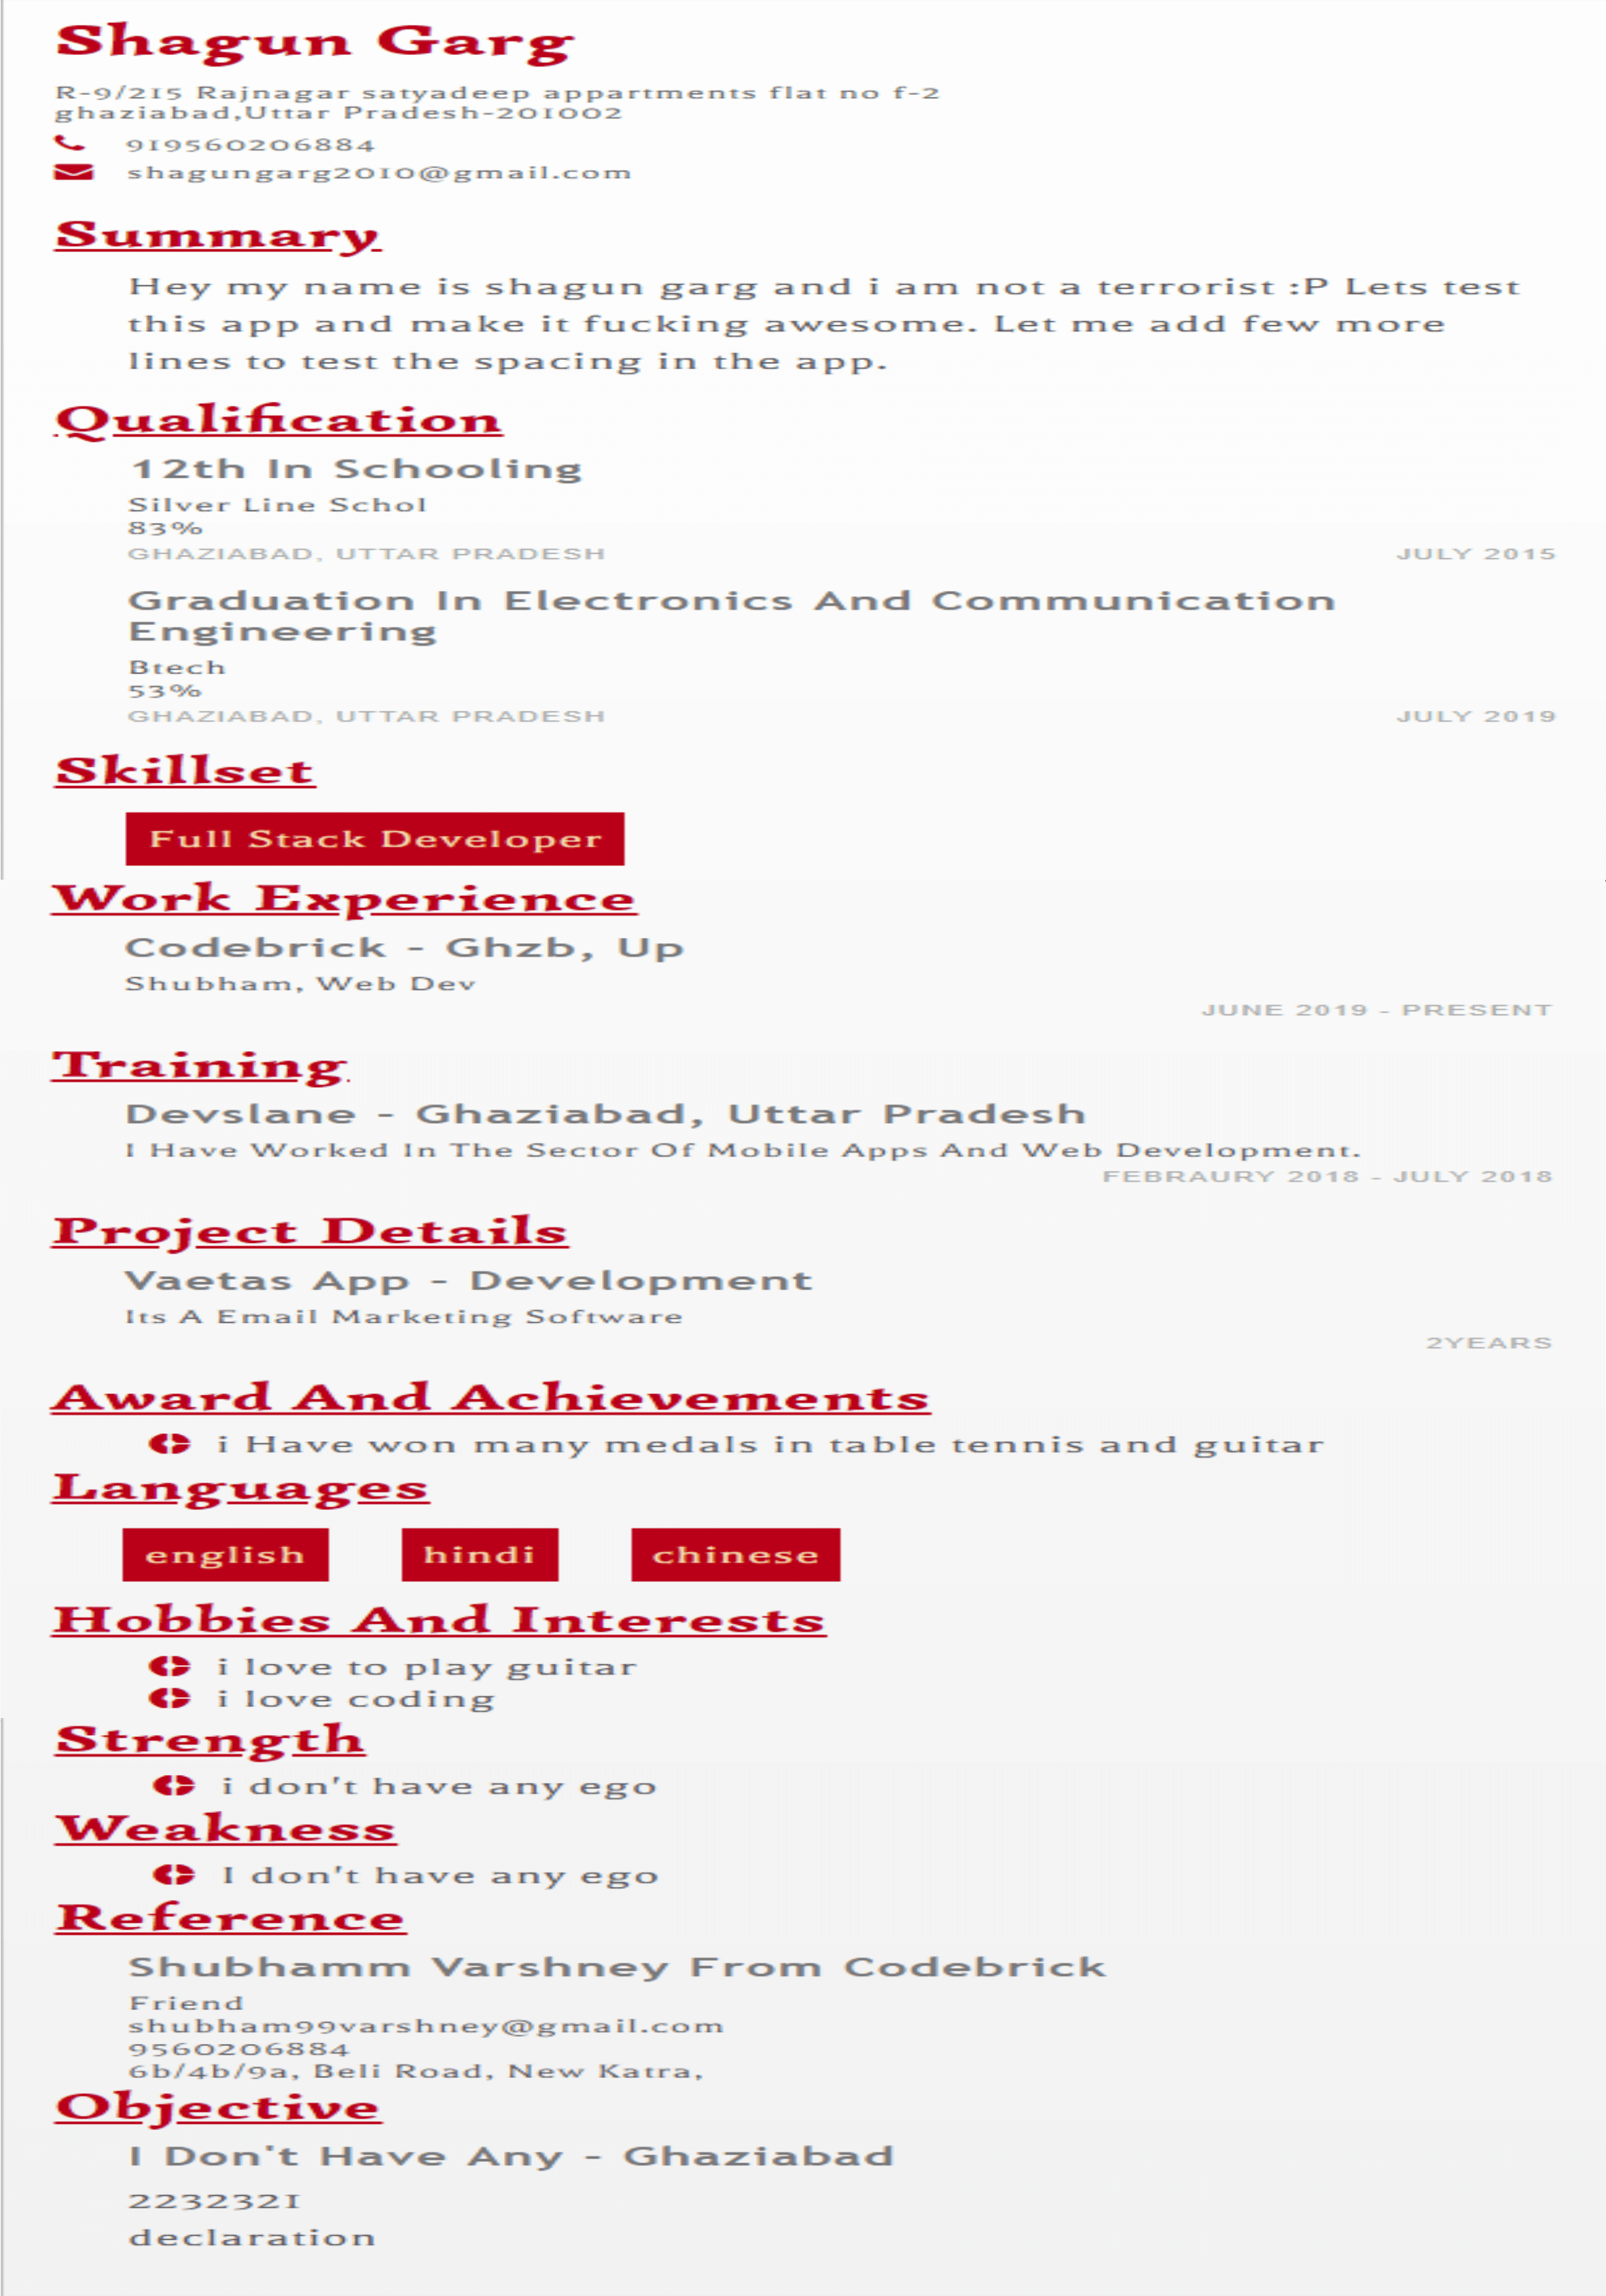 Shagun Garg
R-9/215 Rajnagar satyadeep appartments flat no f-2
ghaziabad,Uttar Pradesh-201002
919560206884
shagungarg2010@gmail.com
Summary
Hey my name is shagun garg and i am not a terrorist :P Lets test
this app and make it fucking awesome. Let me add few more
lines to test the spacing in the app.
Qualification
12th In Schooling
Silver Line Schol
83%
GHAZIABAD, UTTAR PRADESH JULY 2015
Graduation In Electronics And Communication
Engineering
Btech
53%
GHAZIABAD, UTTAR PRADESH JULY 2019
Skillset
Full Stack Developer
Work Experience
Codebrick - Ghzb, Up
Shubham, Web Dev
JUNE 2019 - PRESENT
Training
Devslane - Ghaziabad, Uttar Pradesh
I Have Worked In The Sector Of Mobile Apps And Web Development.
FEBRAURY 2018 - JULY 2018
Project Details
Vaetas App - Development
Its A Email Marketing Software
2YEARS
Award And Achievements
i Have won many medals in table tennis and guitar
Languages
english hindi chinese
Hobbies And Interests
i love to play guitar
i love coding
Strength
i don't have any ego
Weakness
I don't have any ego
Reference
Shubhamm Varshney From Codebrick
Friend
shubham99varshney@gmail.com
9560206884
6b/4b/9a, Beli Road, New Katra,
Objective
I Don't Have Any - Ghaziabad
2232321
declaration